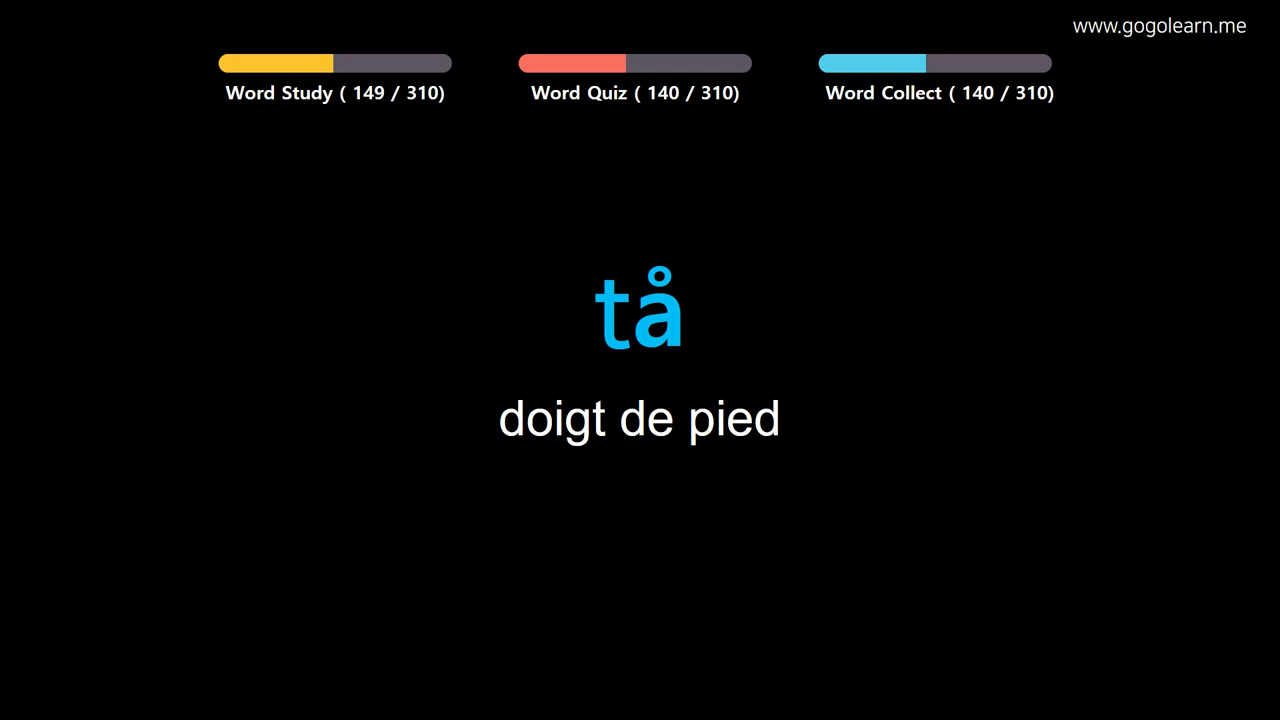 www.gogolearn.me
Word Study ( 149 / 310)
Word Quiz ( 140 / 310)
Word Collect ( 140 / 310)
tå
doigt de pied